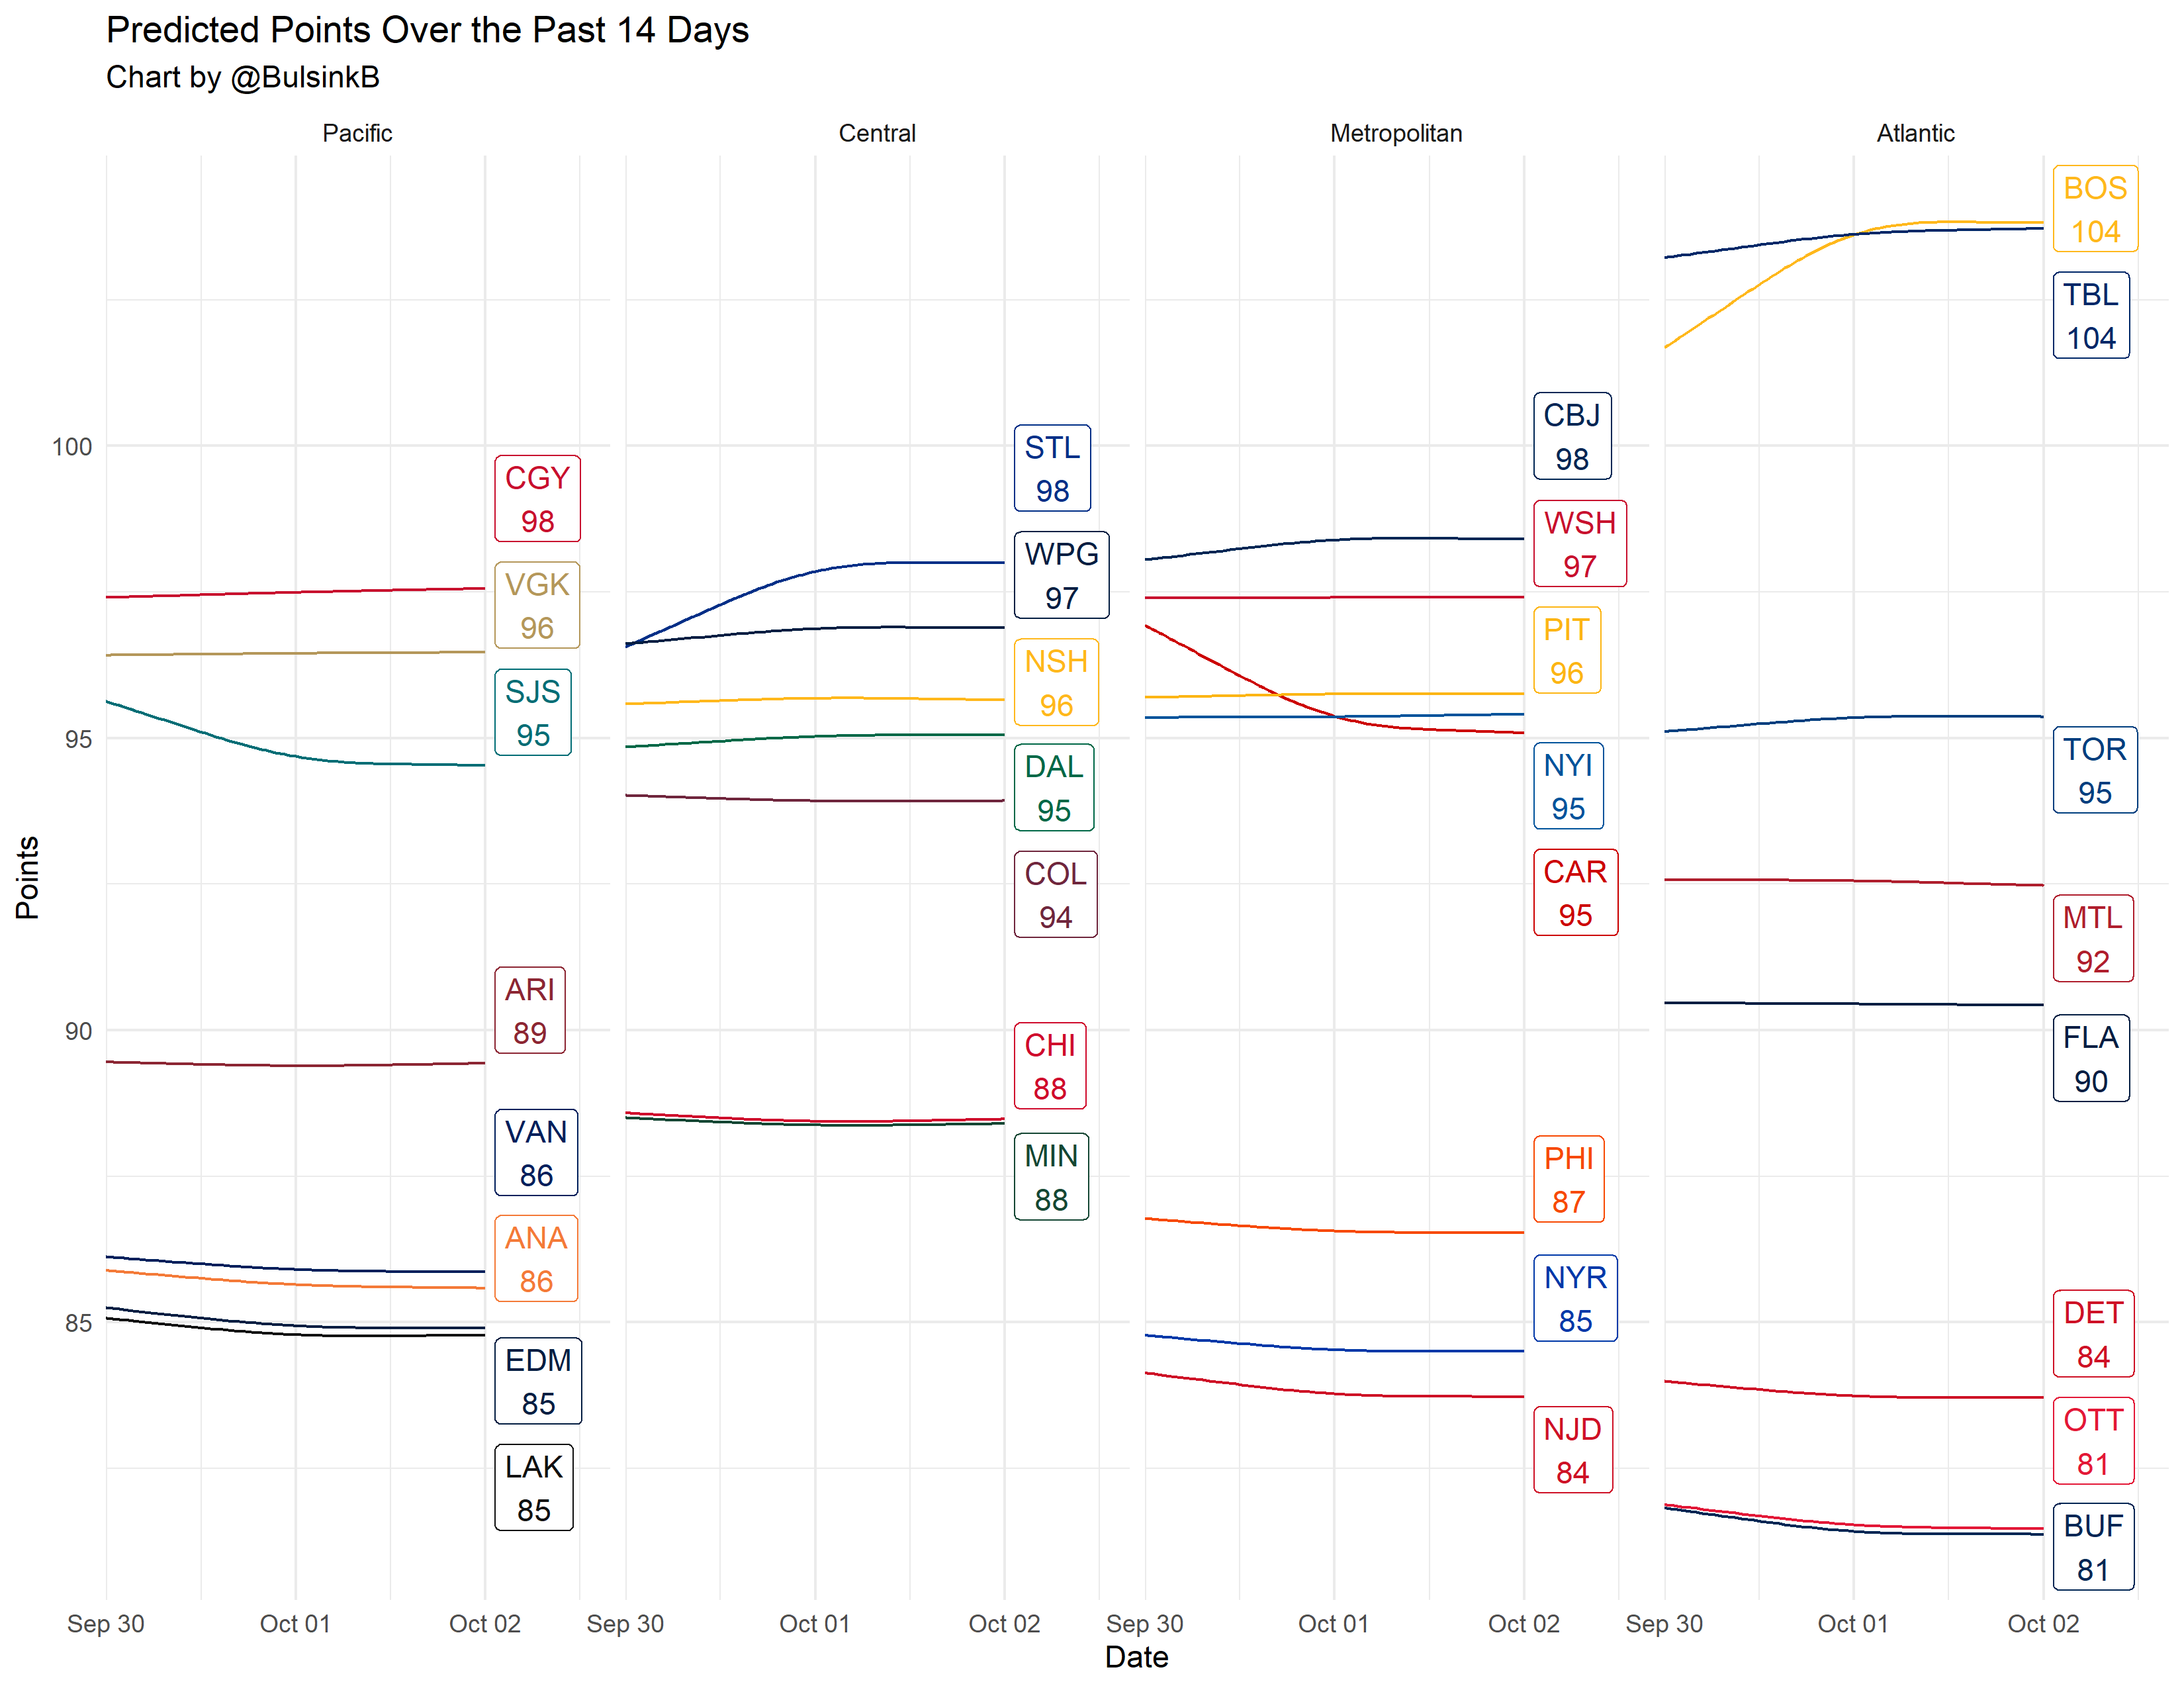 Predicted Points Over the Past 14 Days
Chart by @BulsinkB
Pacific
Central
Metropolitan
Atlantic
Points
100
95
90
85
CGY
98
VGK
96
SJS
95
ARI
89
VAN
86
ANA
86
EDM
85
LAK
85
STL
98
WPG
97
NSH
96
DAL
95
COL
94
CHI
88
MIN
88
CBJ
98
WSH
97
PIT
96
NYI
95
CAR
95
PHI
87
NYR
85
NJD
84
BOS
104
TBL
104
TOR
95
MTL
92
FLA
90
DET
84
OTT
81
BUF
81
Sep 30
Oct 01
Oct 02
Sep 30
Oct 01
Oct 02
Sep 30
Oct 01
Oct 02
Sep 30
Oct 01
Oct 02
Date